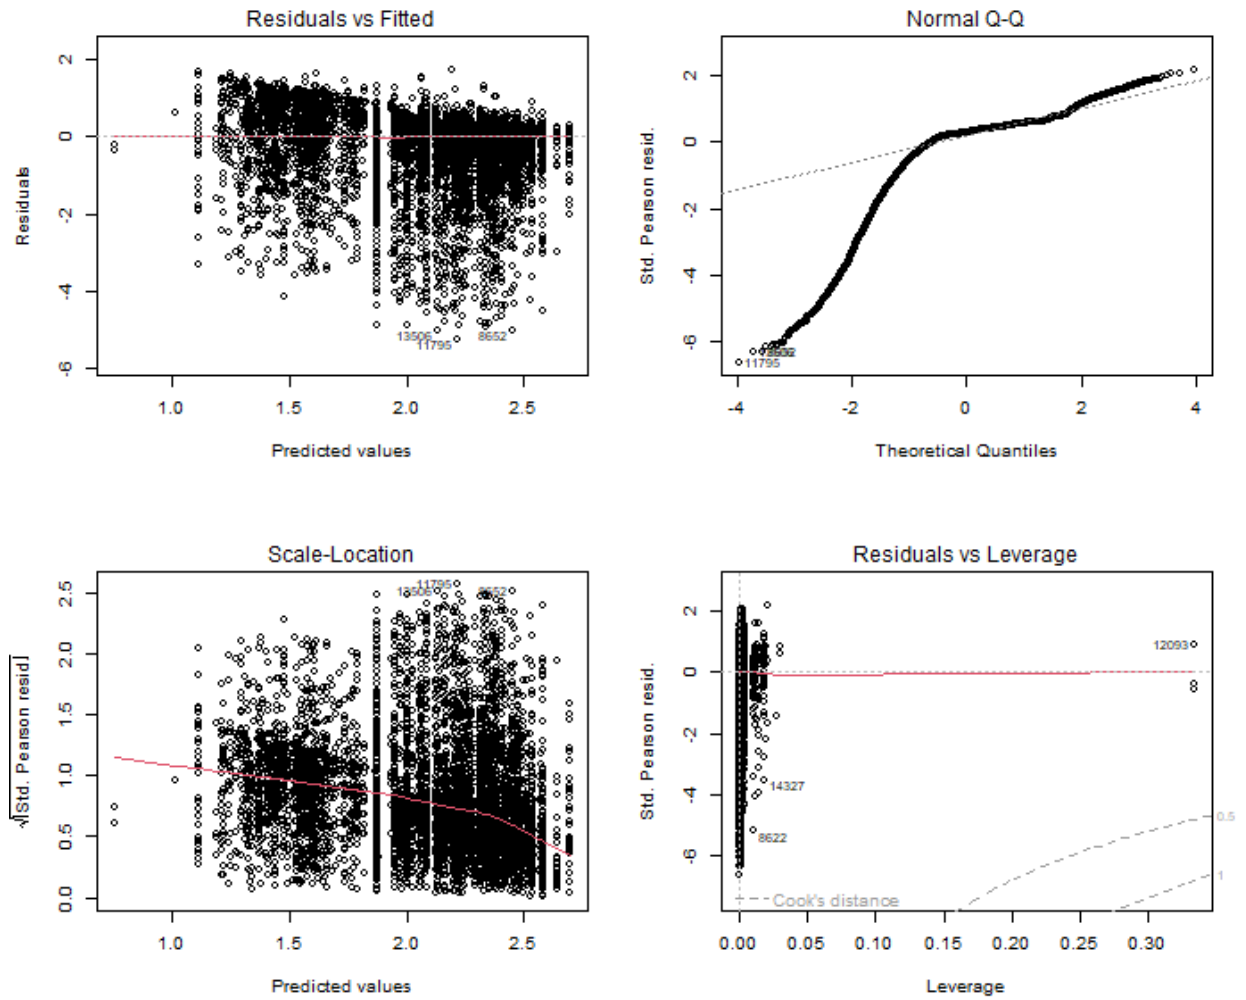 Residuals vs Fitted
Residuals
2
0
-2
-4
-6
13506
11795
8652
1.0 1.5 2.0 2.5
Predicted values
Normal Q-Q
Std. Pearson resid.
2
0
-2
-4
-6
11795
-4 -2 0 2 4
Theoretical Quantiles
Scale-Location
√|Std. Pearson resid.|
2.5
2.0
1.5
1.0
0.5
0.0
11795
13506
8652
1.0 1.5 2.0 2.5
Predicted values
Residuals vs Leverage
Std. Pearson resid.
2
0
-2
-4
-6
12093
14327
8622
0.5
1
Cook's distance
0.00 0.05 0.10 0.15 0.20 0.25 0.30
Leverage